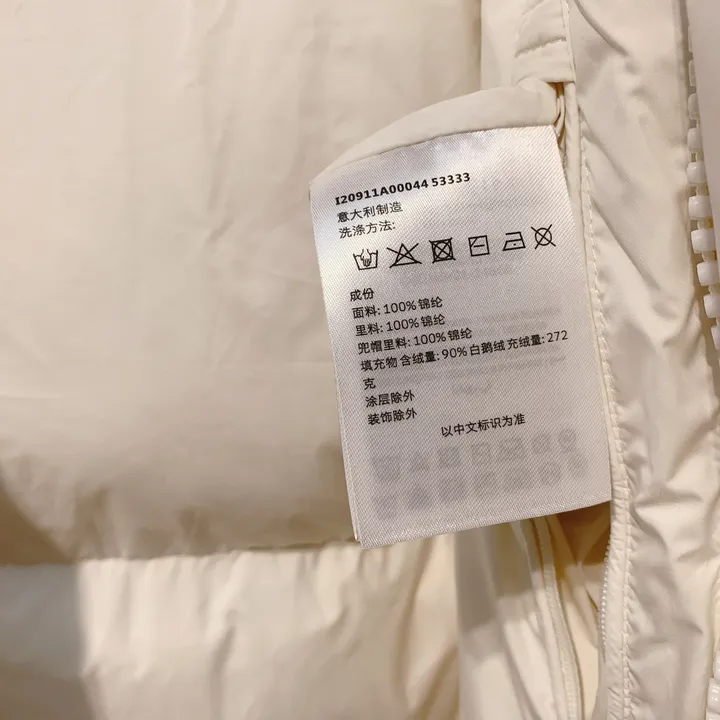 I20911A00044 53333
意大利制造
洗涤方法:
成份
面料: 100% 锦纶
里料: 100% 锦纶
兜帽里料: 100% 锦纶
填充物 含绒量: 90% 白鹅绒 充绒量: 272
克
涂层除外
装饰除外
以中文标识为准